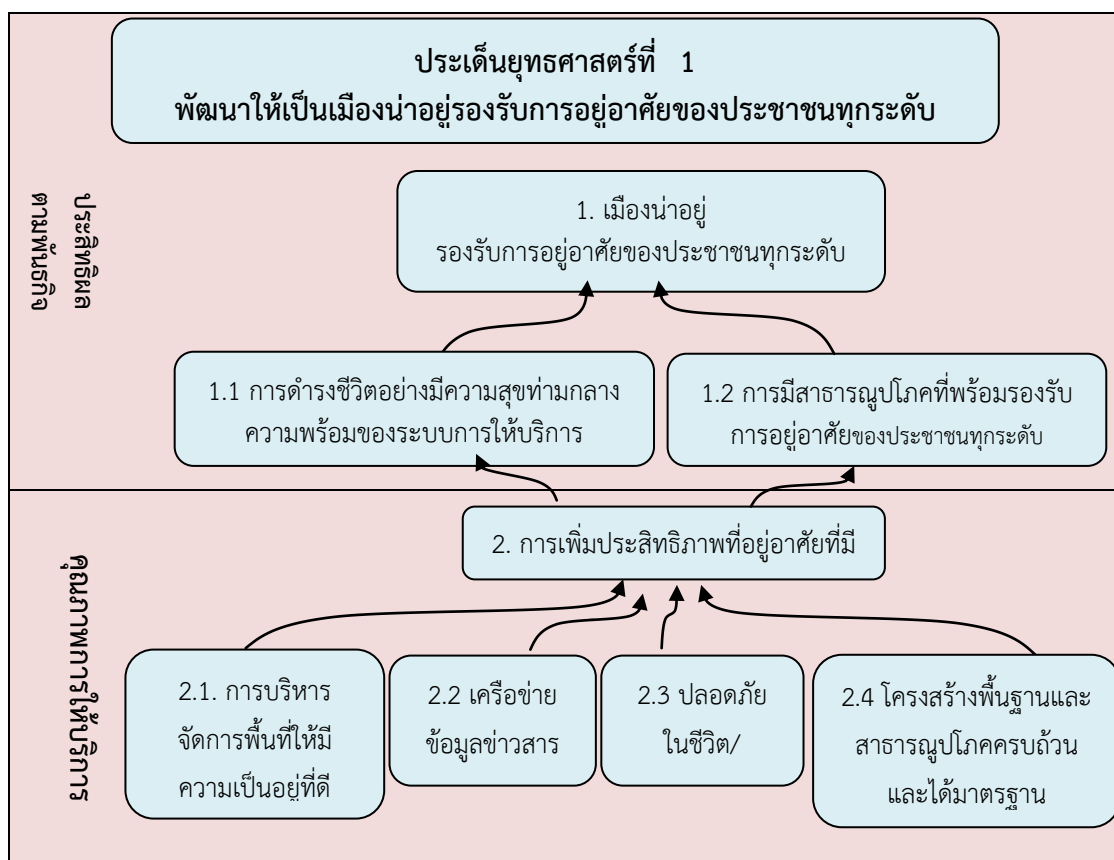 ประเด็นยุทธศาสตร์ที่ 1
พัฒนาให้เป็นเมืองน่าอยู่รองรับการอยู่อาศัยของประชาชนทุกระดับ
ประสิทธิผล
ตามพันธกิจ
1. เมืองน่าอยู่
รองรับการอยู่อาศัยของประชาชนทุกระดับ
1.1 การดำรงชีวิตอย่างมีความสุขท่ามกลาง
ความพร้อมของระบบการให้บริการ
1.2 การมีสาธารณูปโภคที่พร้อมรองรับ
การอยู่อาศัยของประชาชนทุกระดับ
คุณภาพการให้บริการ
2. การเพิ่มประสิทธิภาพที่อยู่อาศัยที่มี
2.1. การบริหาร
จัดการพื้นที่ให้มี
ความเป็นอยู่ที่ดี
2.2 เครือข่าย
ข้อมูลข่าวสาร
2.3 ปลอดภัย
ในชีวิต/
2.4 โครงสร้างพื้นฐานและ
สาธารณูปโภคครบถ้วน
และได้มาตรฐาน